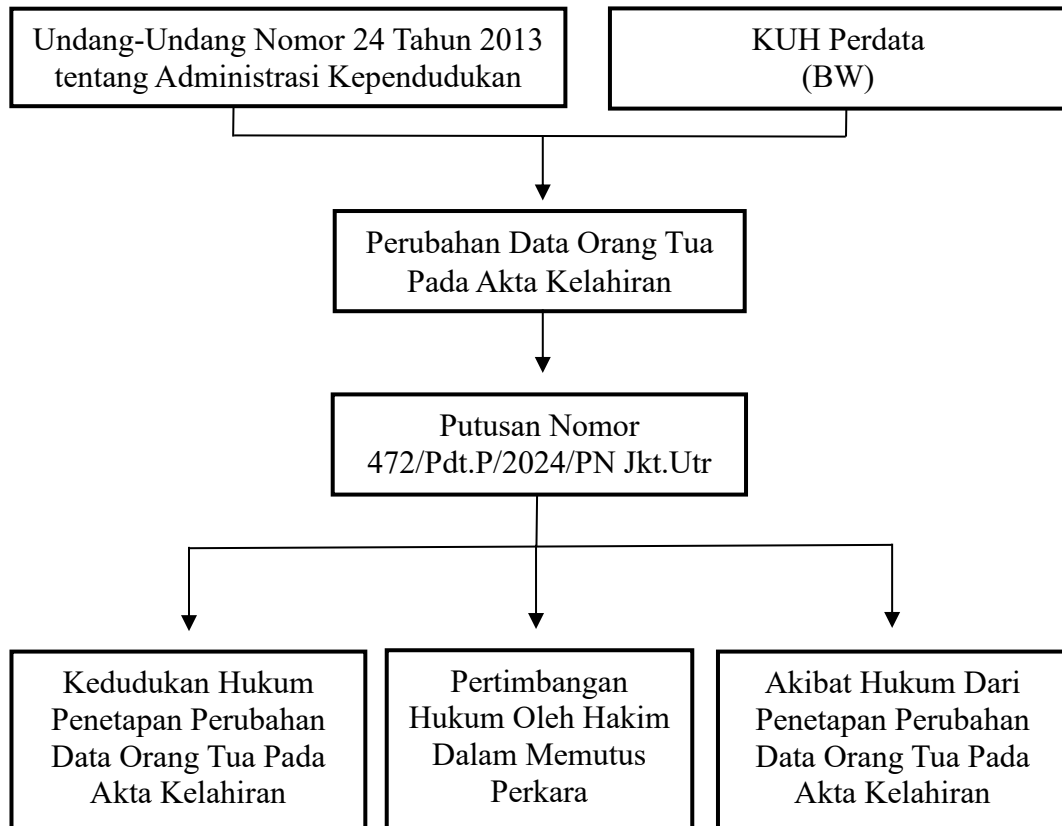 Undang-Undang Nomor 24 Tahun 2013
tentang Administrasi Kependudukan
KUH Perdata
(BW)
Perubahan Data Orang Tua
Pada Akta Kelahiran
Putusan Nomor
472/Pdt.P/2024/PN Jkt.Utr
Kedudukan Hukum
Penetapan Perubahan
Data Orang Tua Pada
Akta Kelahiran
Pertimbangan
Hukum Oleh Hakim
Dalam Memutus
Perkara
Akibat Hukum Dari
Penetapan Perubahan
Data Orang Tua Pada
Akta Kelahiran